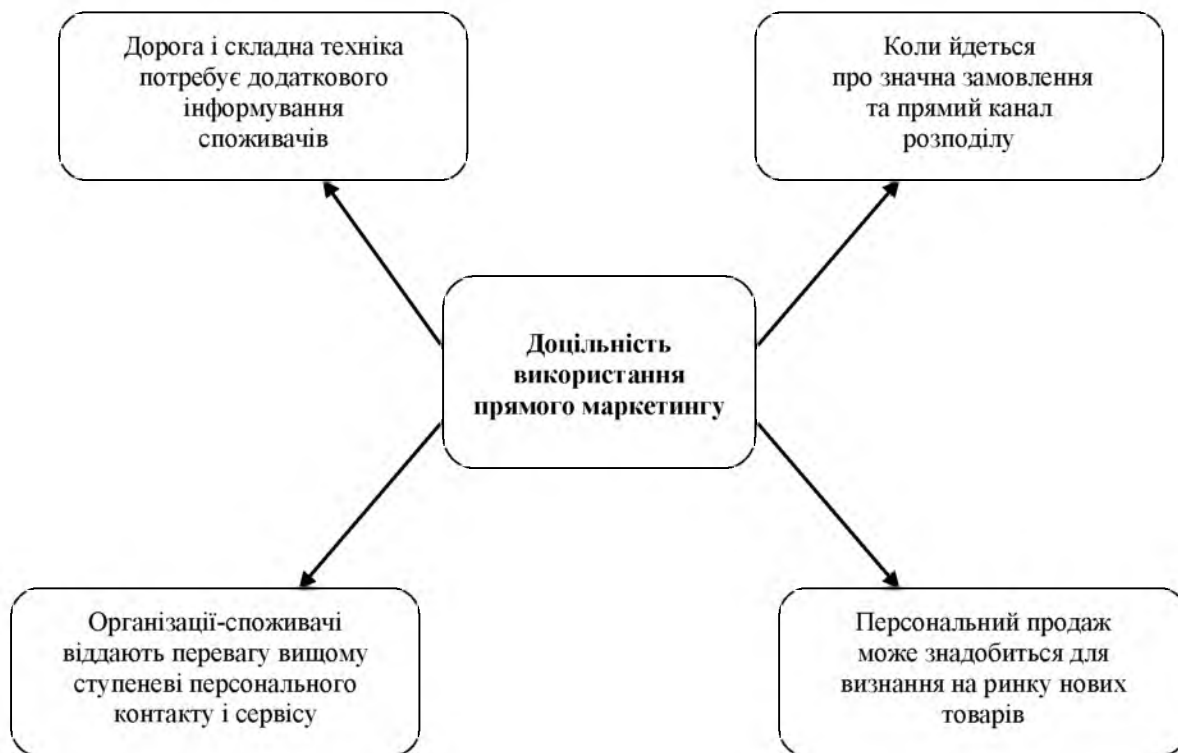 Дорога і складна техніка
потребує додаткового
інформування
споживачів
Коли йдеться
про значна замовлення
та прямий канал
розподілу
Доцільність
використання
прямого маркетингу
Організації-споживачі
віддають перевагу вищому
ступеневі персонального
контакту і сервісу
Персональний продаж
може знадобиться для
визнання на ринку нових
товарів